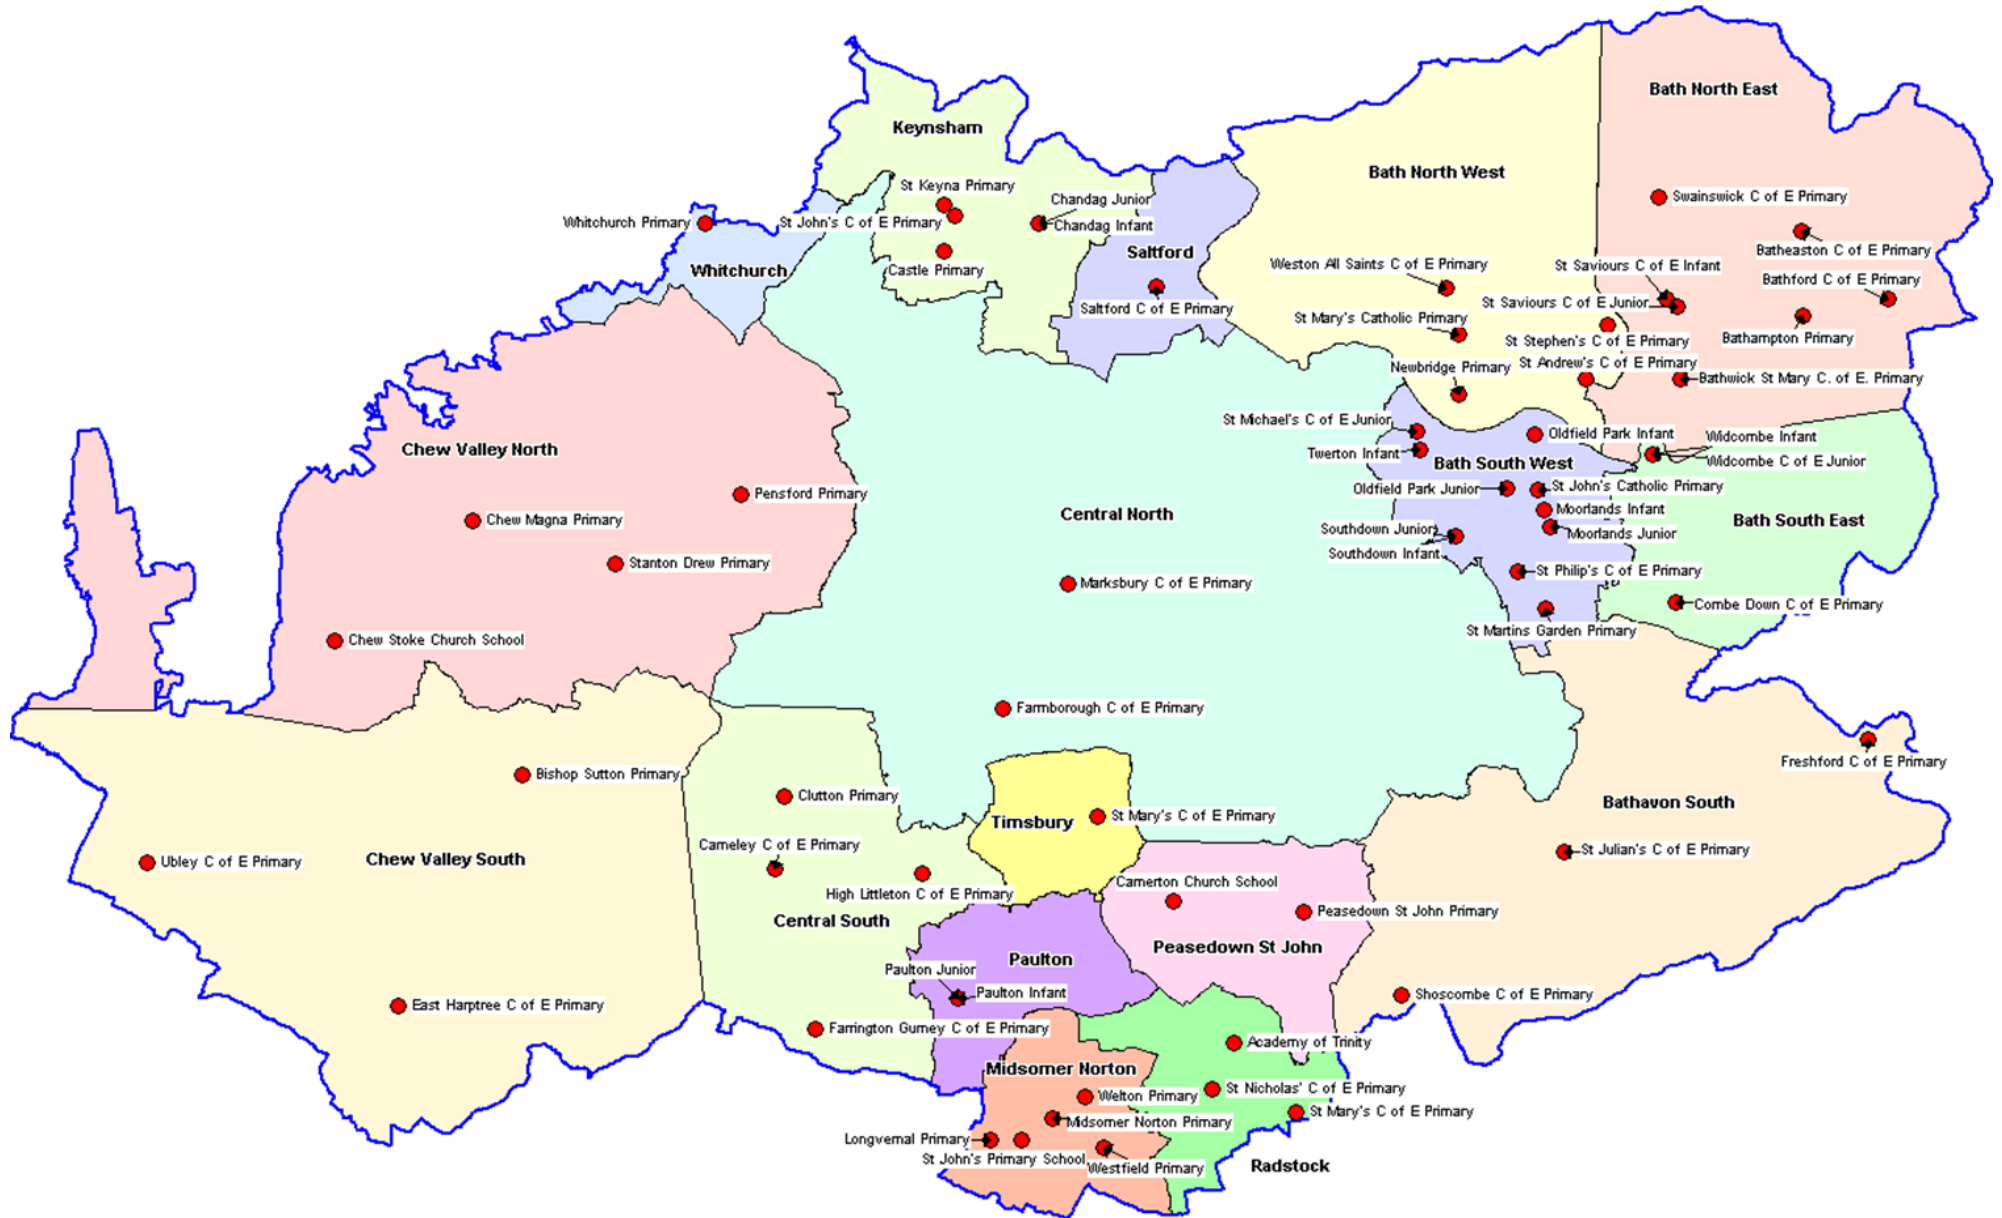 Bath North East
Keynsham
Bath North West
St Keyna Primary
Swainswick C of E Primary
Chandag Junior
Whitchurch Primary
St John's C of E Primary
Chandag Infant
Batheaston C of E Primary
Saltford
Weston All Saints C of E Primary
St Saviours C of E Infant
Whitchurch
Castle Primary
Bathford C of E Primary
St Saviours C of E Junior
Saltford C of E Primary
St Mary's Catholic Primary
Bathampton Primary
St Stephen's C of E Primary
St Andrew's C of E Primary
Newbridge Primary
Bathwick St Mary C. of E. Primary
St Michael's C of E Junior
Oldfield Park Infant
Widcombe Infant
Chew Valley North
Twerton Infant
Bath South West
Widcombe C of E Junior
Pensford Primary
Oldfield Park Junior
St John's Catholic Primary
Central North
Moorlands Infant
Chew Magna Primary
Bath South East
Southdown Junior
Moorlands Junior
Southdown Infant
Stanton Drew Primary
St Philip's C of E Primary
Marksbury C of E Primary
Combe Down C of E Primary
St Martins Garden Primary
Chew Stoke Church School
Farmborough C of E Primary
Freshford C of E Primary
Bishop Sutton Primary
Clutton Primary
Bathavon South
Timsbury
St Mary's C of E Primary
Cameley C of E Primary
St Julian's C of E Primary
Ubley C of E Primary
Chew Valley South
Camerton Church School
High Littleton C of E Primary
Peasedown St John Primary
Central South
Peasedown St John
Paulton
Paulton Junior
Paulton Infant
Shoscombe C of E Primary
East Harptree C of E Primary
Farrington Gurney C of E Primary
Academy of Trinity
Midsomer Norton
St Nicholas' C of E Primary
Welton Primary
St Mary's C of E Primary
Midsomer Norton Primary
Longvernal Primary
St John's Primary School
Westfield Primary
Radstock